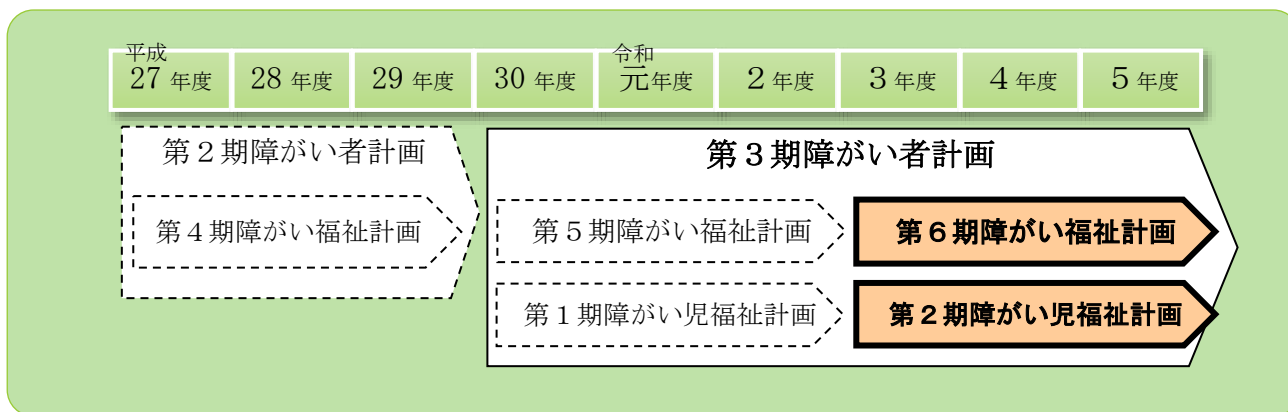 平成 令和
27 年度 28 年度 29 年度 30 年度 元年度 2 年度 3 年度 4 年度 5 年度
第２期障がい者計画 第３期障がい者計画
第４期障がい福祉計画 第５期障がい福祉計画 第６期障がい福祉計画
第１期障がい児福祉計画 第２期障がい児福祉計画